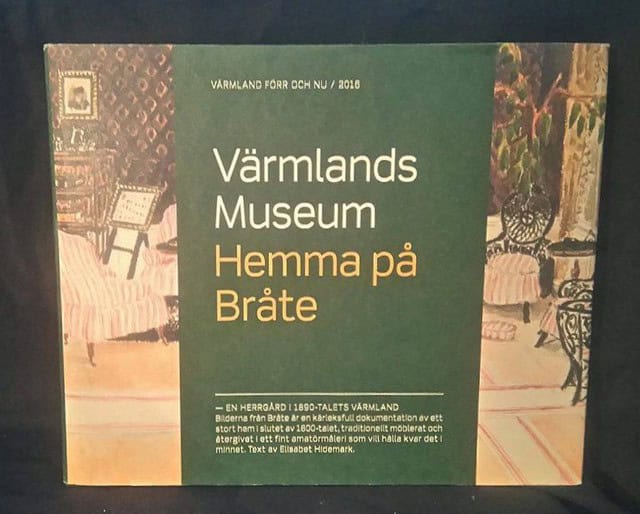 VÄRMLAND FÖRR OCH NU / 2016
Värmlands
Museum
Hemma på
Bråte
— EN HERRGÅRD I 1890-TALETS VÄRMLAND
Bilderna från Bråte är en kärleksfull dokumentation av ett
stort hem i slutet av 1800-talet, traditionellt möblerat och
återgivet i ett fint amatörmåleri som vill hålla kvar det i
minnet. Text av Elisabet Hidemark.